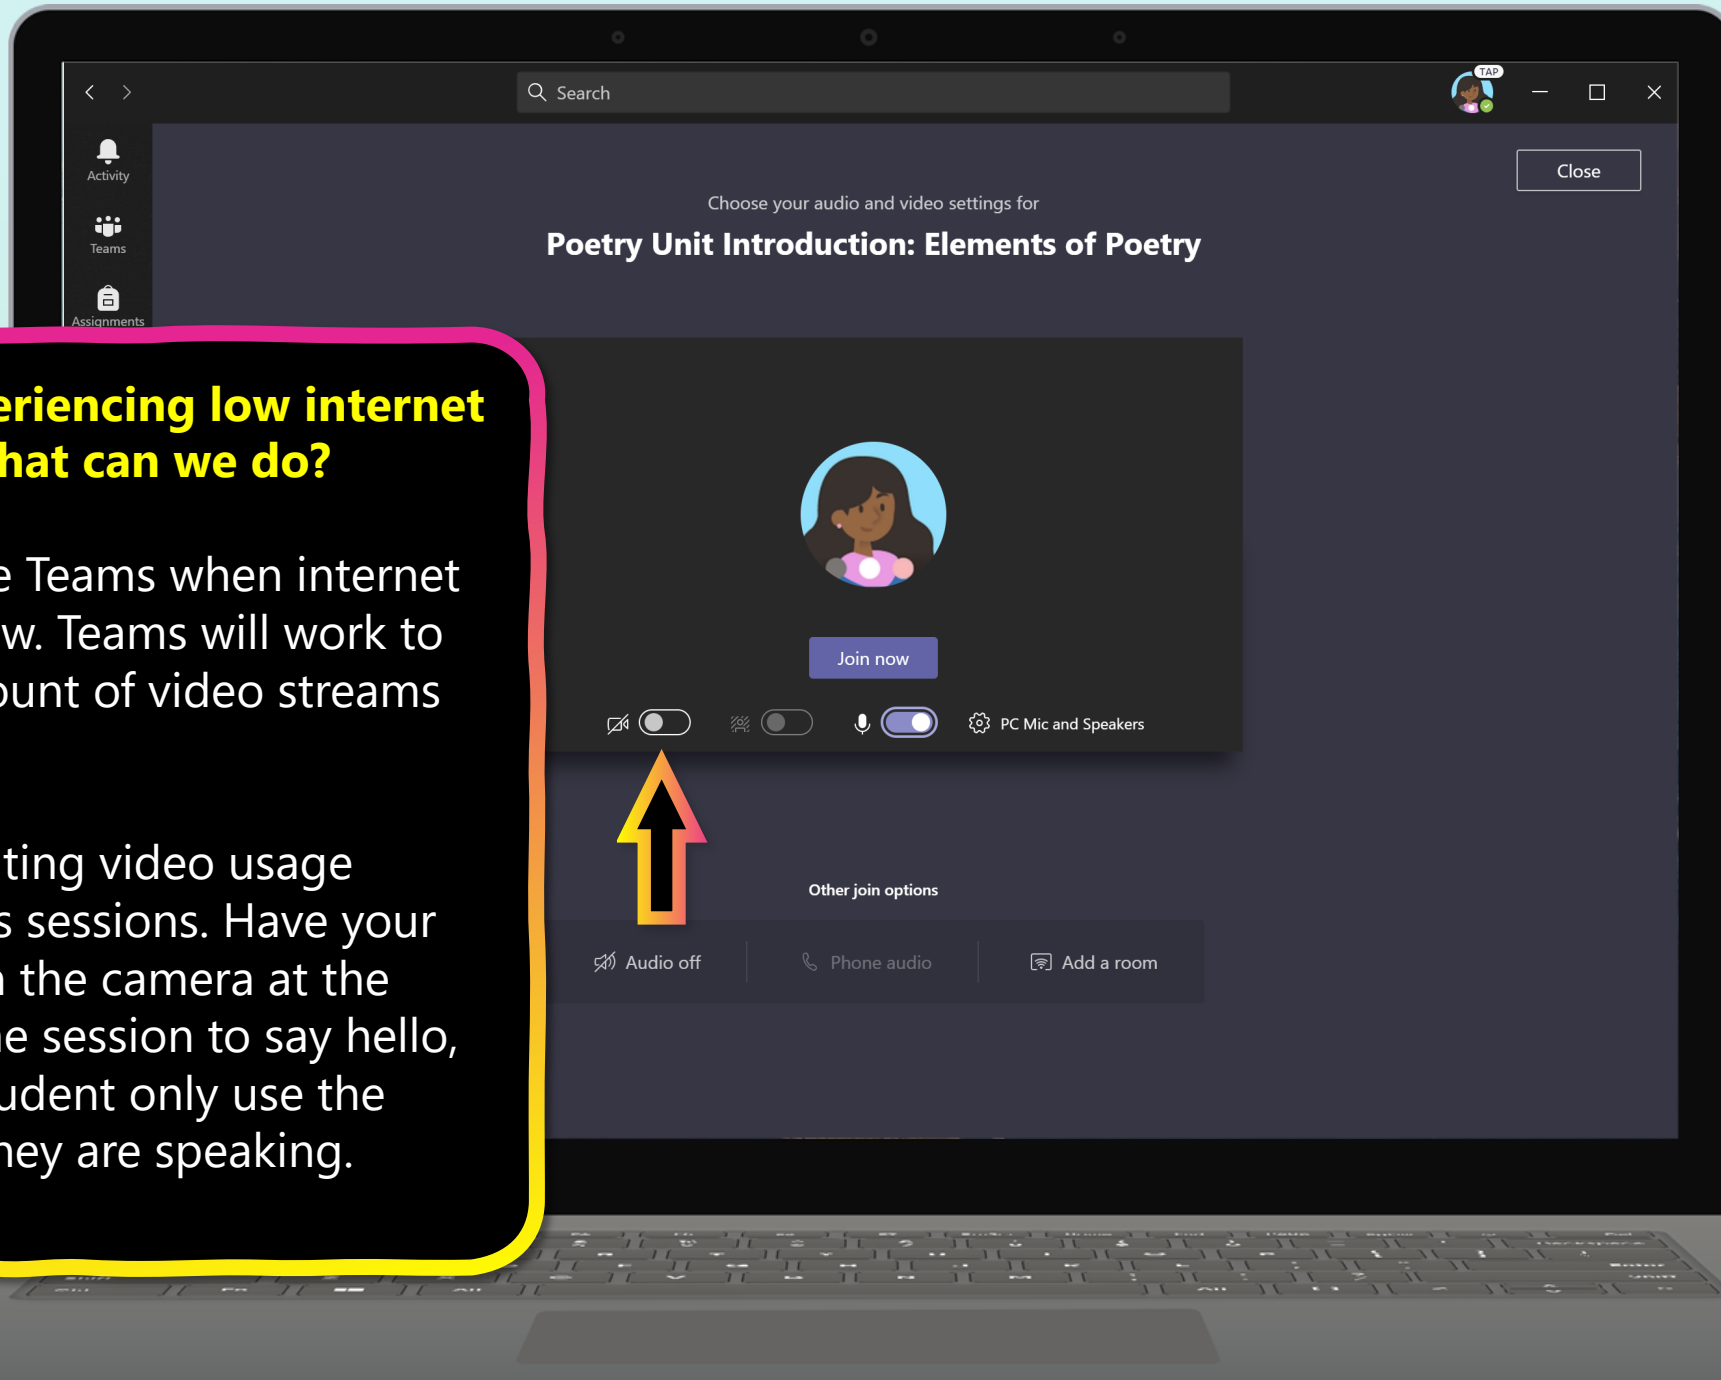 Search
TAP
Activity
Teams
Assignments
Close
Choose your audio and video settings for
Poetry Unit Introduction: Elements of Poetry
eriencing low internet
hat can we do?
e Teams when internet
w. Teams will work to
ount of video streams
ting video usage
s sessions. Have your
n the camera at the
ne session to say hello,
udent only use the
hey are speaking.
Join now
PC Mic and Speakers
Other join options
Audio off
Phone audio
Add a room